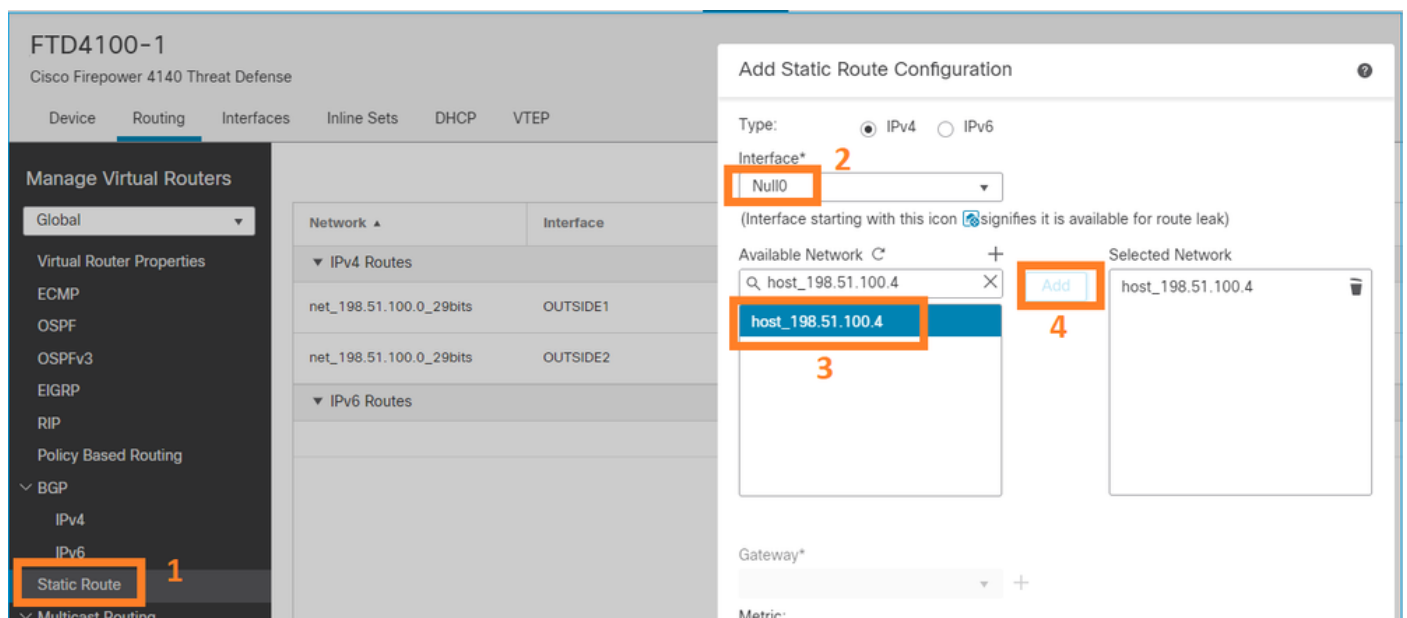 FTD4100-1
Cisco Firepower 4140 Threat Defense
Device Routing Interfaces Inline Sets DHCP VTEP
Manage Virtual Routers
Global
Virtual Router Properties
ECMP
OSPF
OSPFv3
EIGRP
RIP
Policy Based Routing
BGP
IPv4
IPv6
Static Route
1
Multicast Routing
Network Interface
IPv4 Routes
net_198.51.100.0_29bits OUTSIDE1
net_198.51.100.0_29bits OUTSIDE2
IPv6 Routes
Add Static Route Configuration
Type: IPv4 IPv6
Interface*
2
Null0
(Interface starting with this icon signifies it is available for route leak)
Available Network
+
host_198.51.100.4
host_198.51.100.4
3
Add
4
Selected Network
host_198.51.100.4
Gateway*
+
Metric: